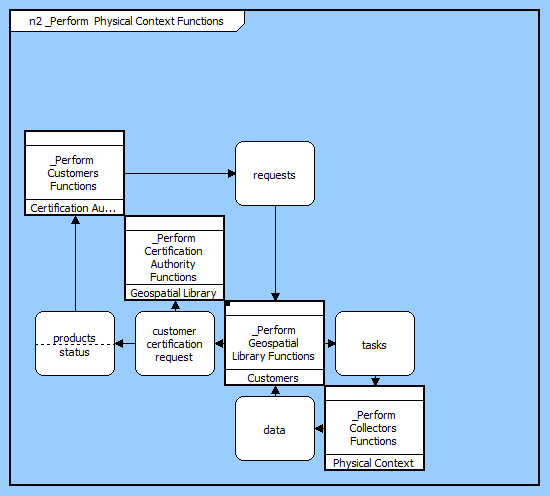 n2 _Perform  Physical Context Functions
_Perform
Customers
Functions
Certification Au...
requests
_Perform
Certification
Authority
Functions
Geospatial Library
products
status
customer
certification
request
_Perform
Geospatial
Library Functions
Customers
tasks
data
_Perform
Collectors
Functions
Physical Context